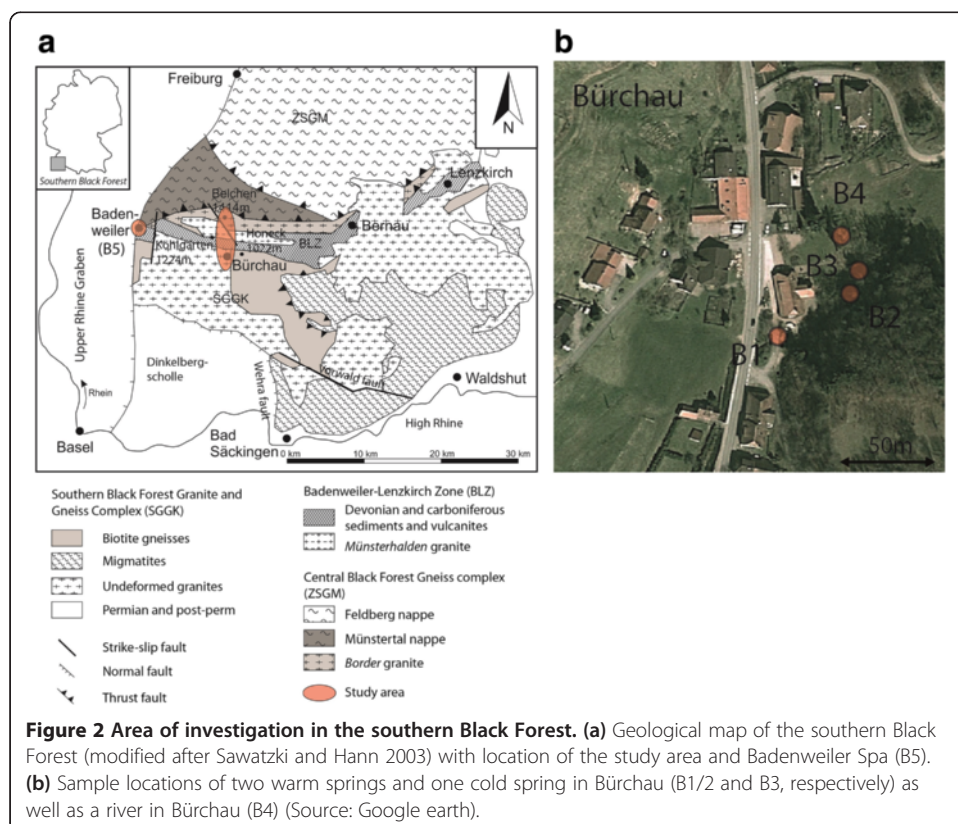 a
b
Freiburg
ZSGM
N
Southern Black Forest
Lenzkirch
Belchen
1414m
Baden-
weiler
(B5)
Kohlgarten
1224m
Honeck
1022m
BLZ
Bernau
Bürchau
SGGK
Upper Rhine Graben
Dinkelberg-
scholle
Wehra fault
Vorwald fault
Waldshut
Rhein
High Rhine
Basel
Bad
Säckingen
0 km
10 km
20 km
30 km
Bürchau
B4
B3
B2
B1
50m
Southern Black Forest Granite and
Gneiss Complex (SGGK)
Biotite gneisses
Migmatites
Undeformed granites
Permian and post-perm
Strike-slip fault
Normal fault
Thrust fault
Badenweiler-Lenzkirch Zone (BLZ)
Devonian and carboniferous
sediments and vulcanites
Münsterhalden granite
Central Black Forest Gneiss complex
(ZSGM)
Feldberg nappe
Münstertal nappe
Border granite
Study area
Figure 2 Area of investigation in the southern Black Forest. (a) Geological map of the southern Black
Forest (modified after Sawatzki and Hann 2003) with location of the study area and Badenweiler Spa (B5).
(b) Sample locations of two warm springs and one cold spring in Bürchau (B1/2 and B3, respectively) as
well as a river in Bürchau (B4) (Source: Google earth).